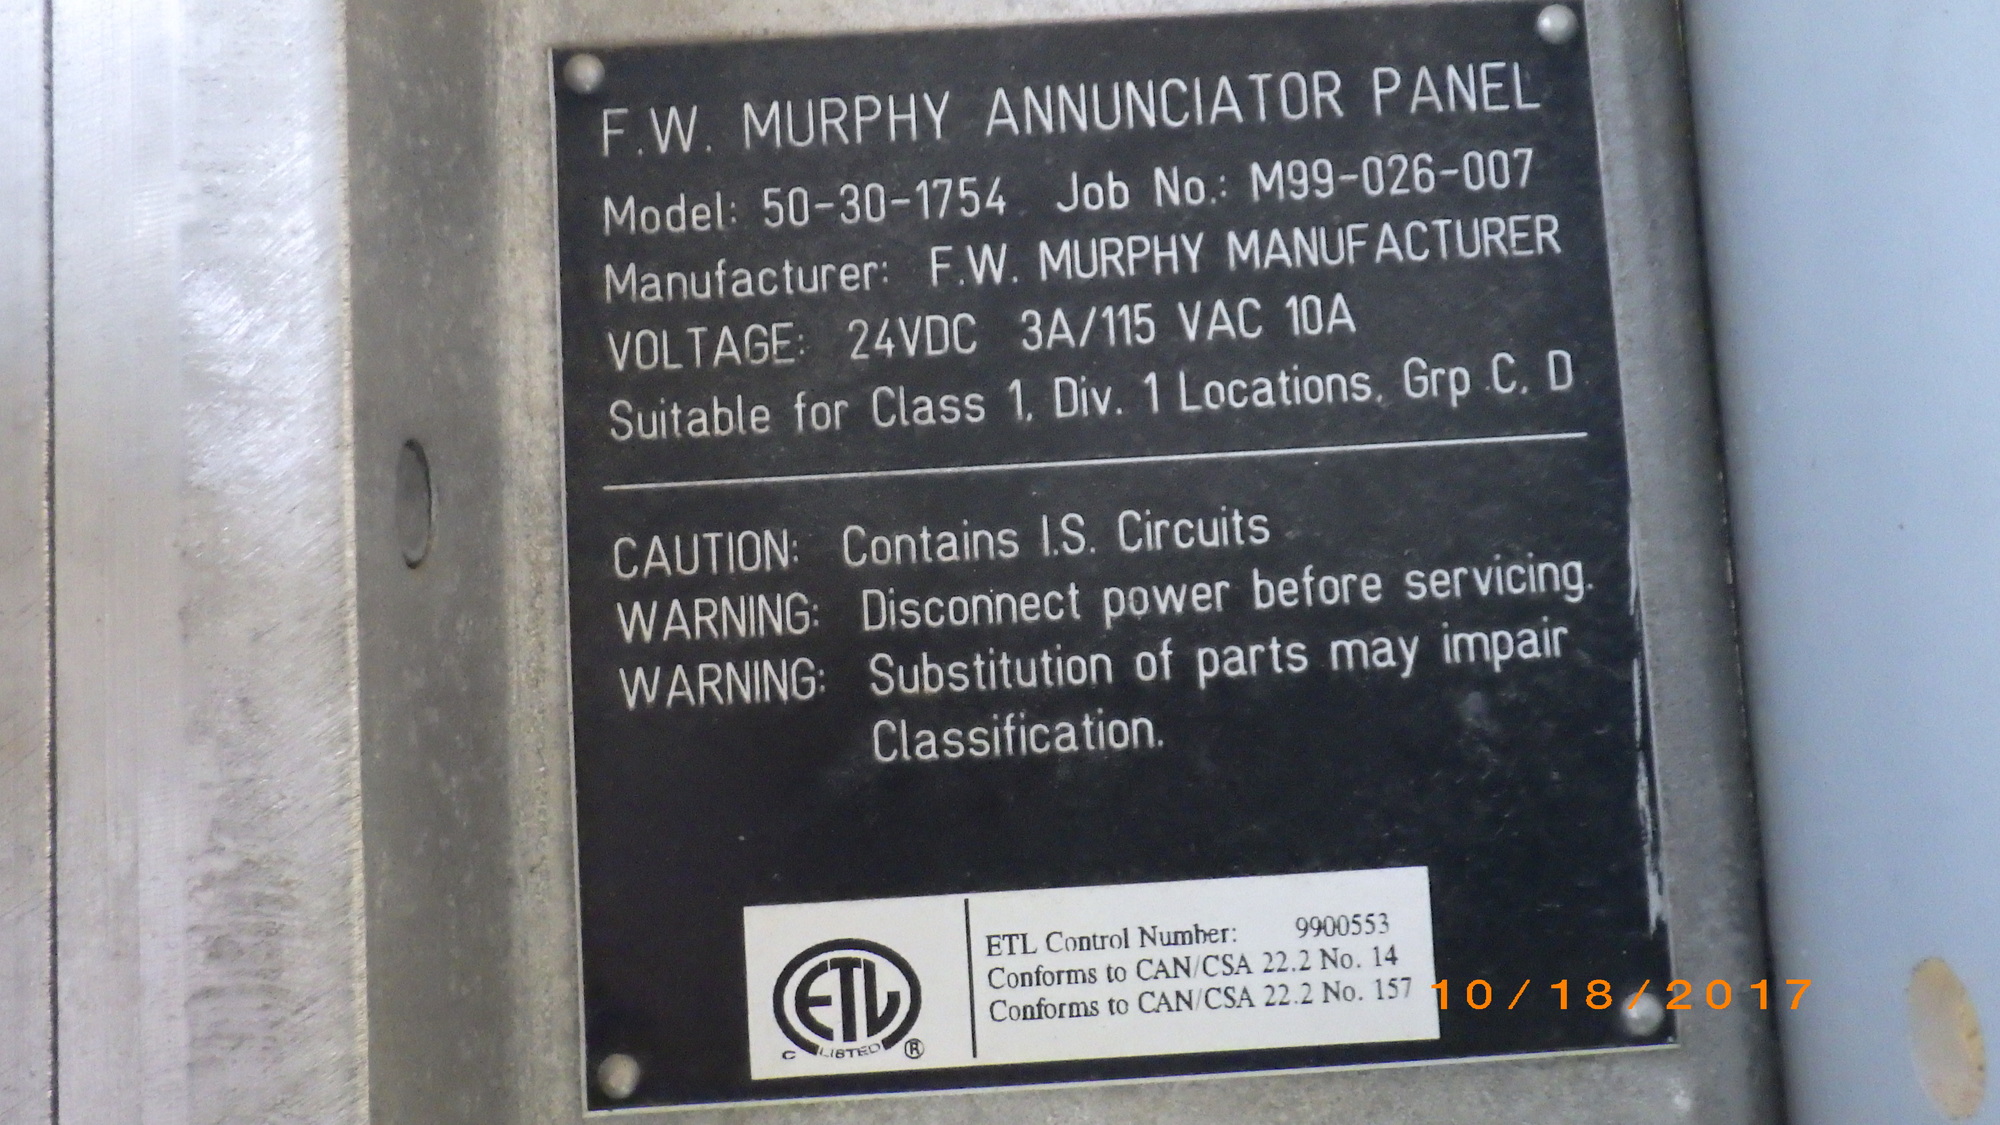 F.W. MURPHY ANNUNCIATOR PANEL
Model: 50-30-1754 Job No.: M99-026-007
Manufacturer: F.W. MURPHY MANUFACTURER
VOLTAGE: 24VDC 3A/115 VAC 10A
Suitable for Class 1, Div. 1 Locations, Grp C, D
CAUTION: Contains I.S. Circuits
WARNING: Disconnect power before servicing.
WARNING: Substitution of parts may impair
Classification.
ETL Control Number: 9900553
Conforms to CAN/CSA 22.2 No. 14
Conforms to CAN/CSA 22.2 No. 157
ETL
C LISTED ®
10/18/2017